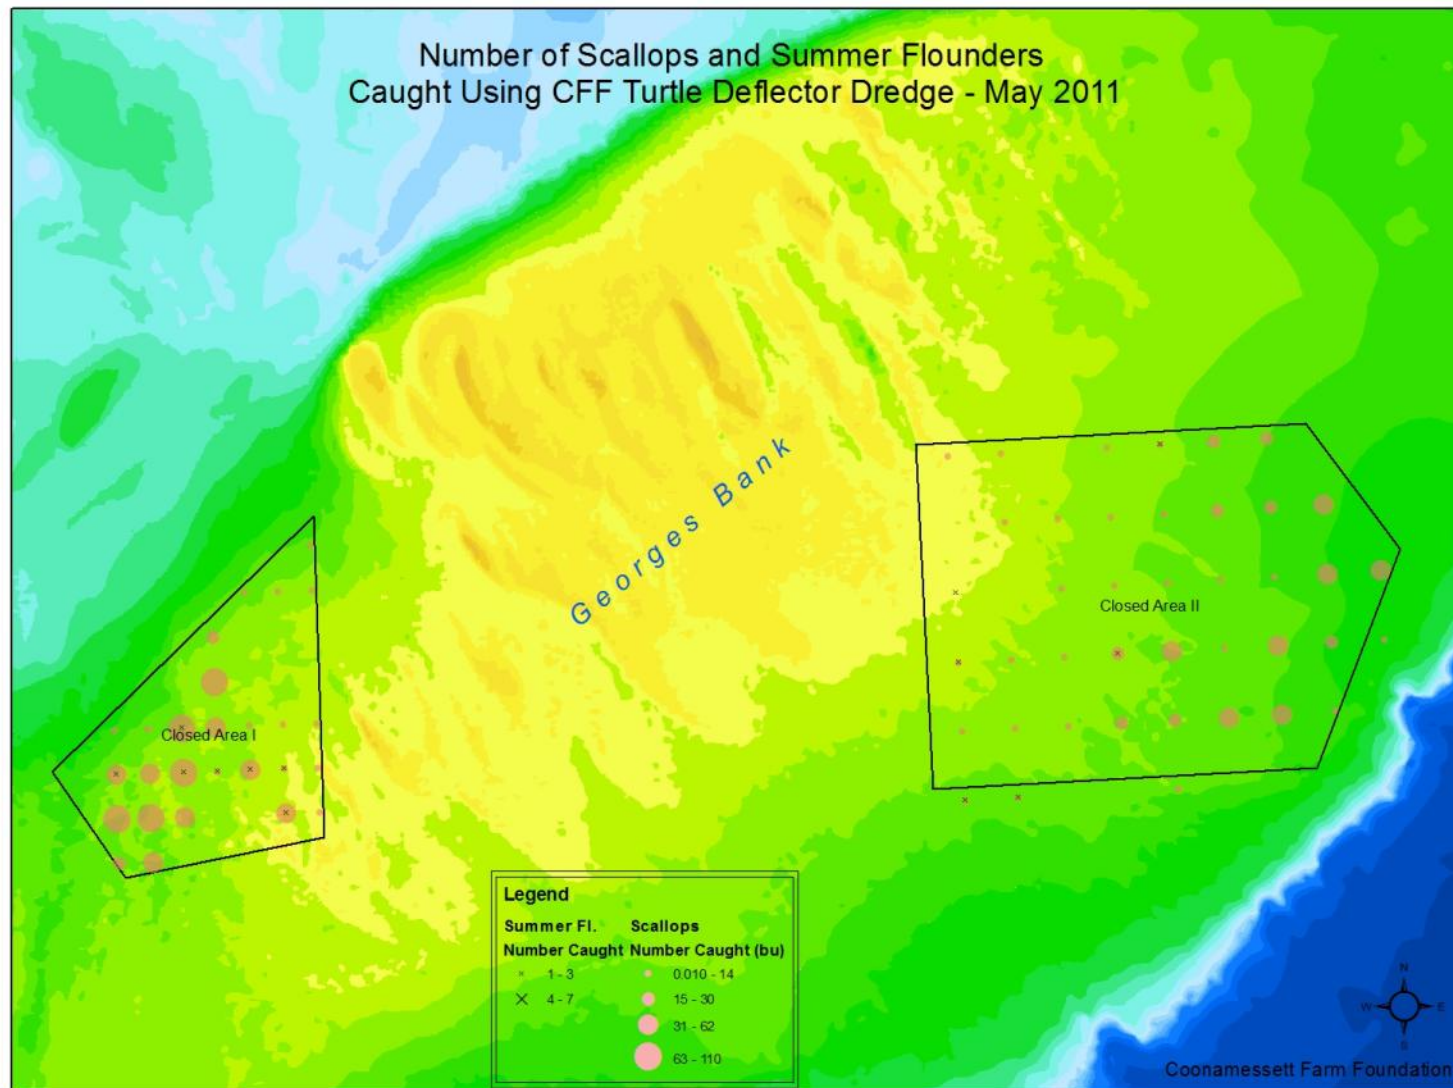 Number of Scallops and Summer Flounders
Caught Using CFF Turtle Deflector Dredge - May 2011
Georges Bank
Closed Area II
Closed Area I
Legend
Summer Fl. Scallops
Number Caught Number Caught (bu)
1 - 3 0.010 - 14
4 - 7 15 - 30
31 - 62
63 - 110
N
W E
S
Coonamessett Farm Foundation